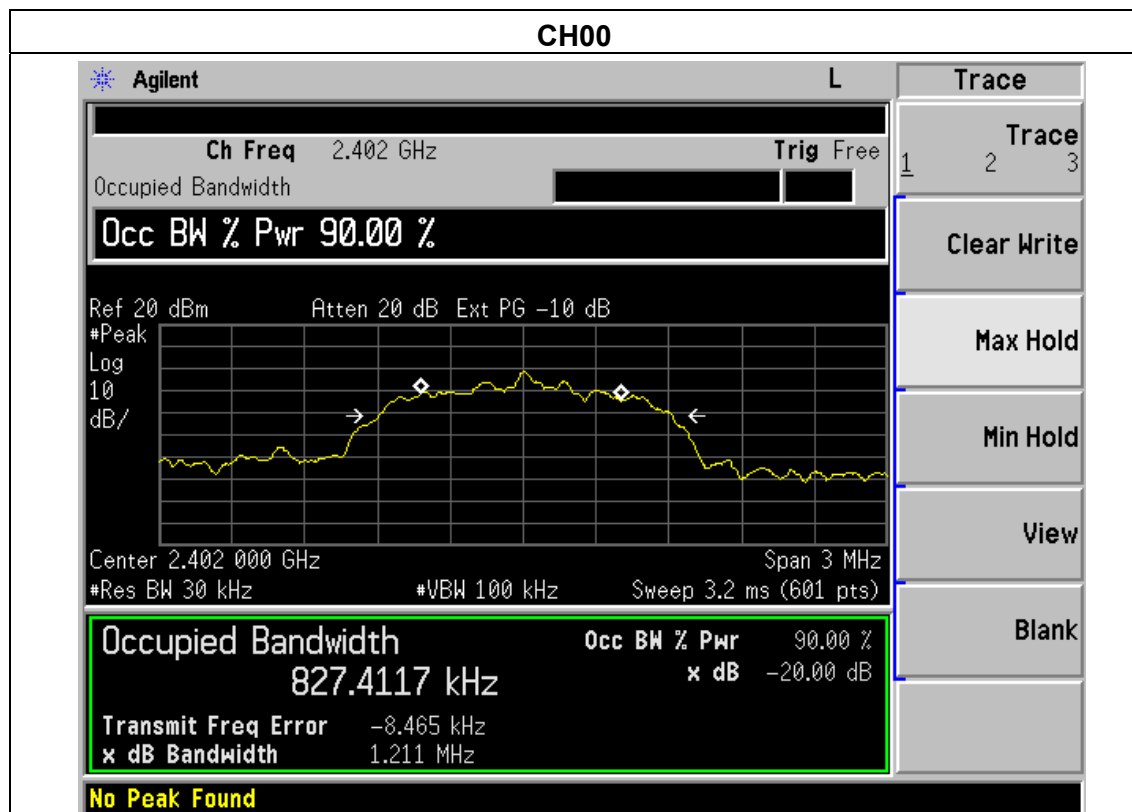 CH00
Agilent L Trace
Ch Freq 2.402 GHz Trig Free
Trace
1 2 3
Occupied Bandwidth
Occ BW % Pwr 90.00 %
Clear Write
Ref 20 dBm Atten 20 dB Ext PG -10 dB
#Peak
Log
10
dB/
Max Hold
Min Hold
View
Center 2.402 000 GHz Span 3 MHz
#Res BW 30 kHz #VBW 100 kHz Sweep 3.2 ms (601 pts)
Occupied Bandwidth Occ BW % Pwr 90.00 %
827.4117 kHz x dB -20.00 dB
Blank
Transmit Freq Error -8.465 kHz
x dB Bandwidth 1.211 MHz
No Peak Found